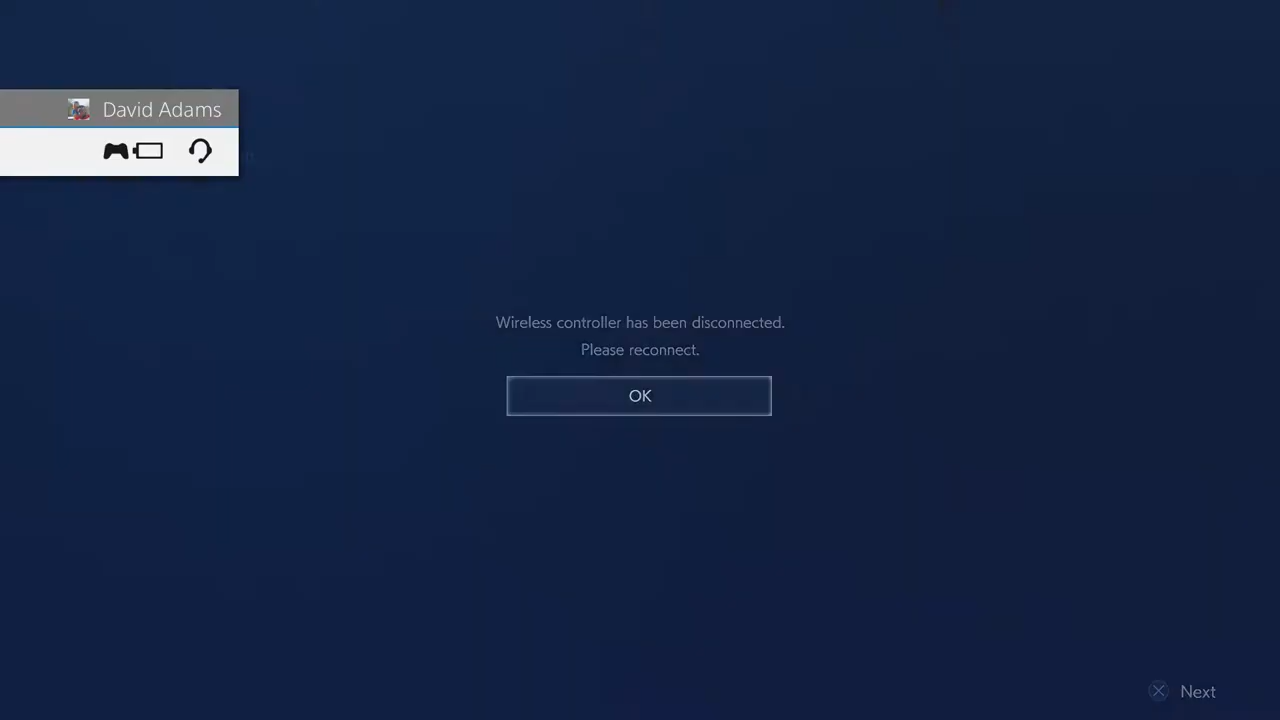 David Adams
Wireless controller has been disconnected.
Please reconnect.
OK
Next